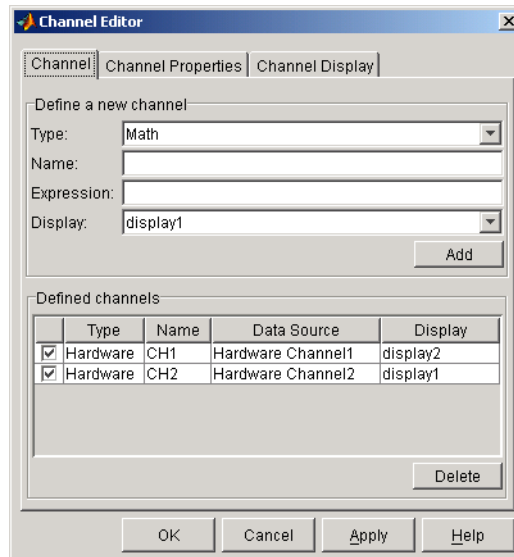 Channel Editor
Channel Channel Properties Channel Display
Define a new channel
Type: Math
Name:
Expression:
Display: display1
Add
Defined channels
Type Name Data Source Display
Hardware CH1 Hardware Channel1 display2
Hardware CH2 Hardware Channel2 display1
Delete
OK Cancel Apply Help